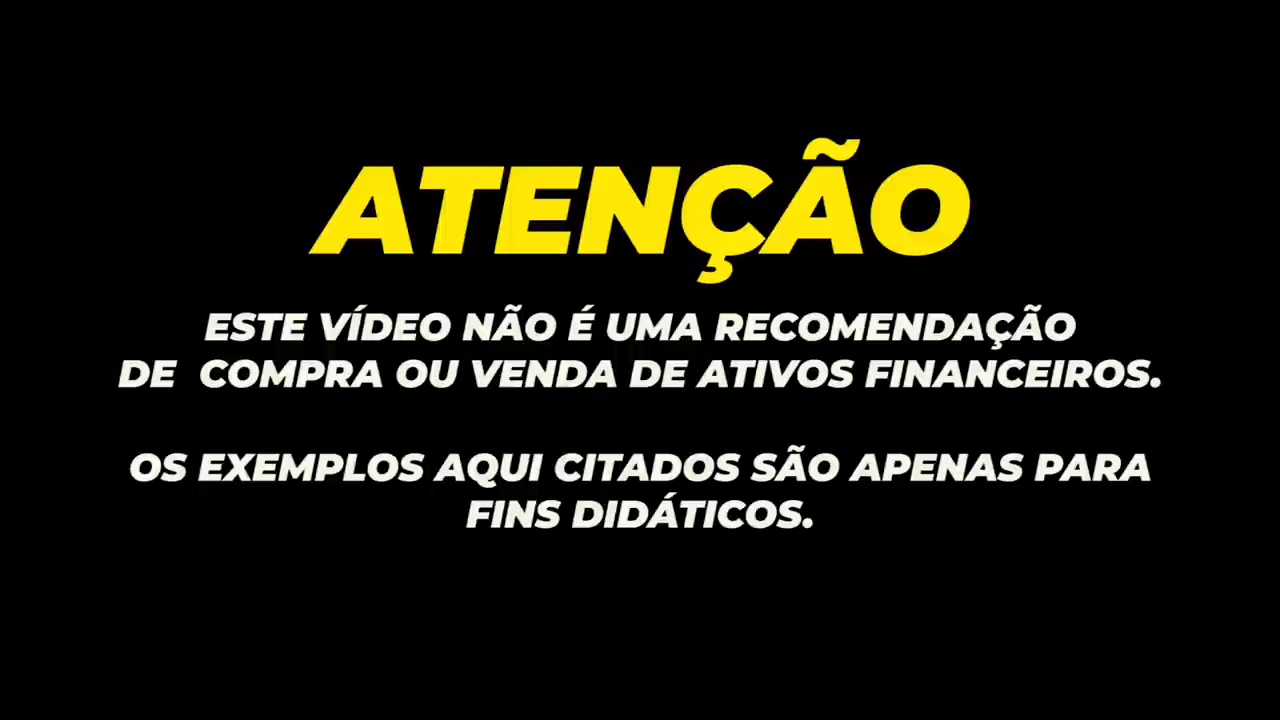 ATENÇÃO
ESTE VÍDEO NÃO É UMA RECOMENDAÇÃO
DE COMPRA OU VENDA DE ATIVOS FINANCEIROS.
OS EXEMPLOS AQUI CITADOS SÃO APENAS PARA
FINS DIDÁTICOS.